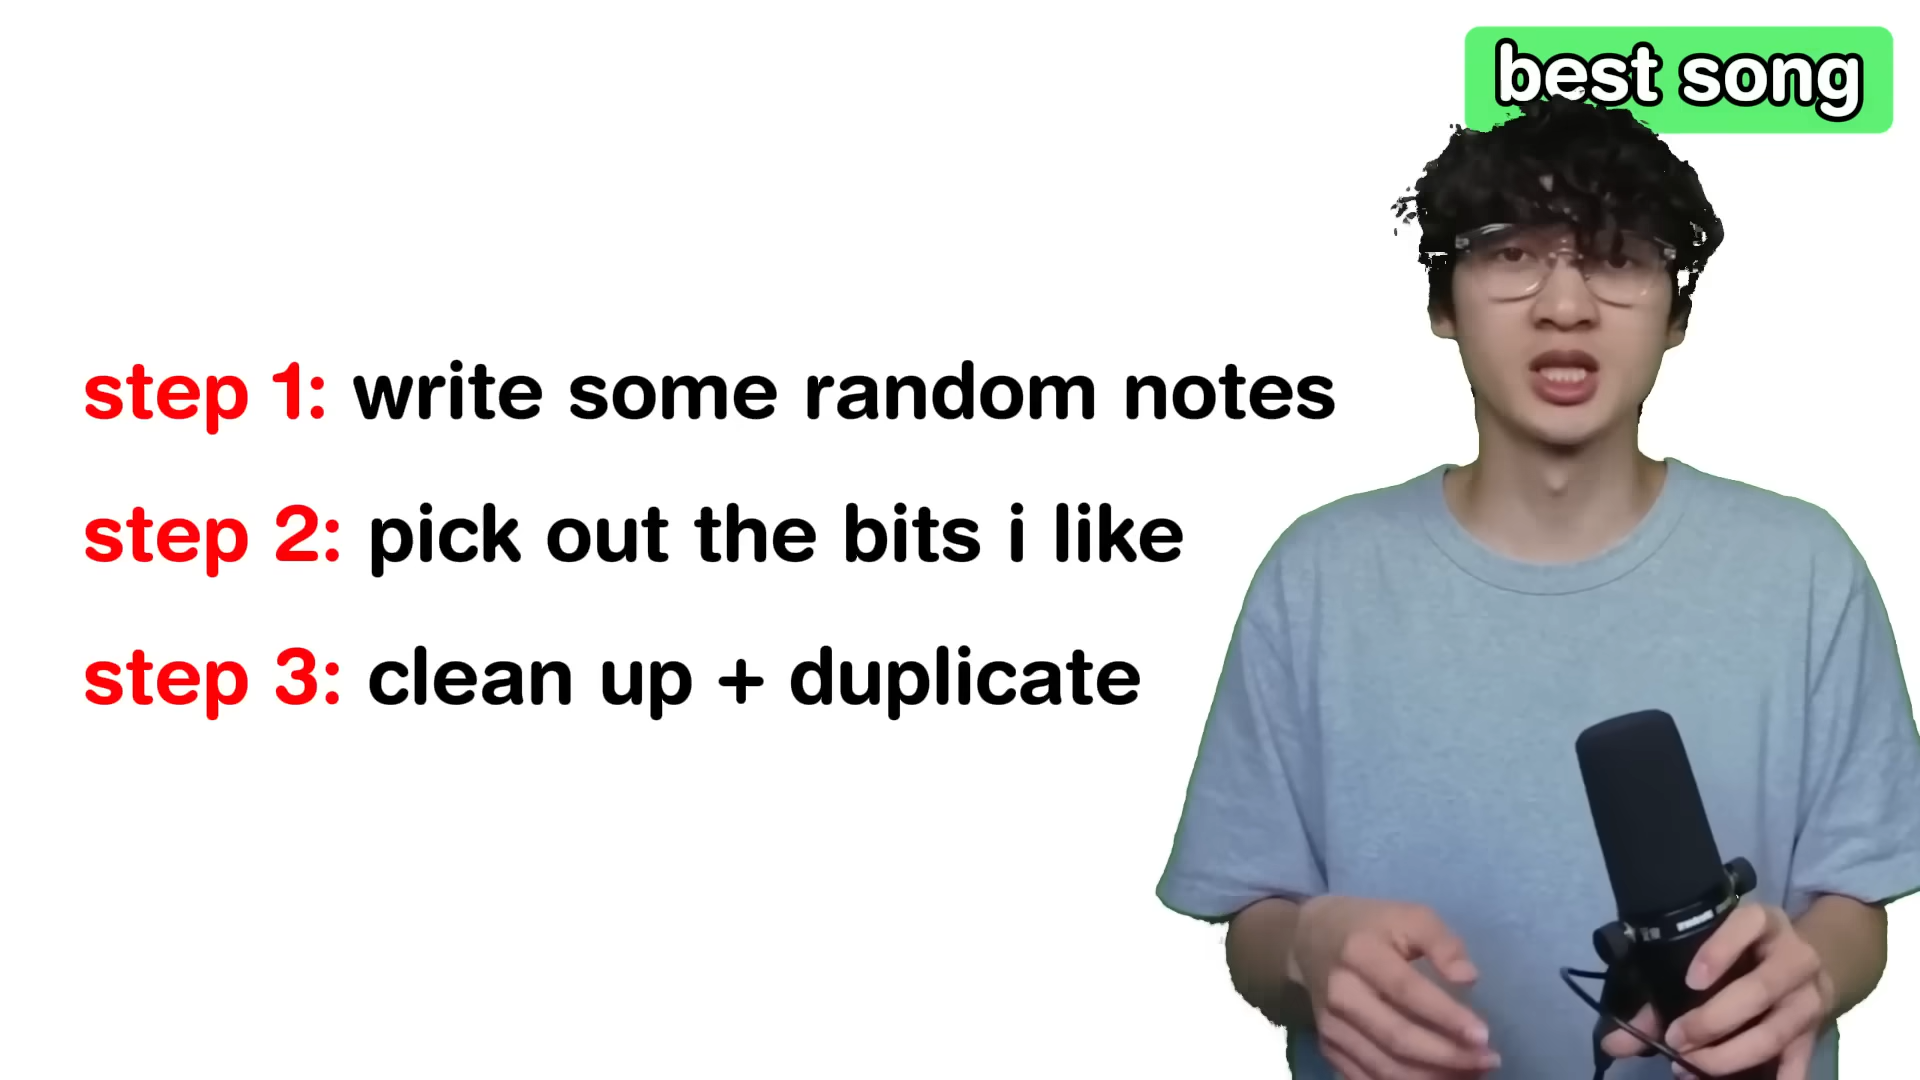 best song
step 1: write some random notes
step 2: pick out the bits i like
step 3: clean up + duplicate